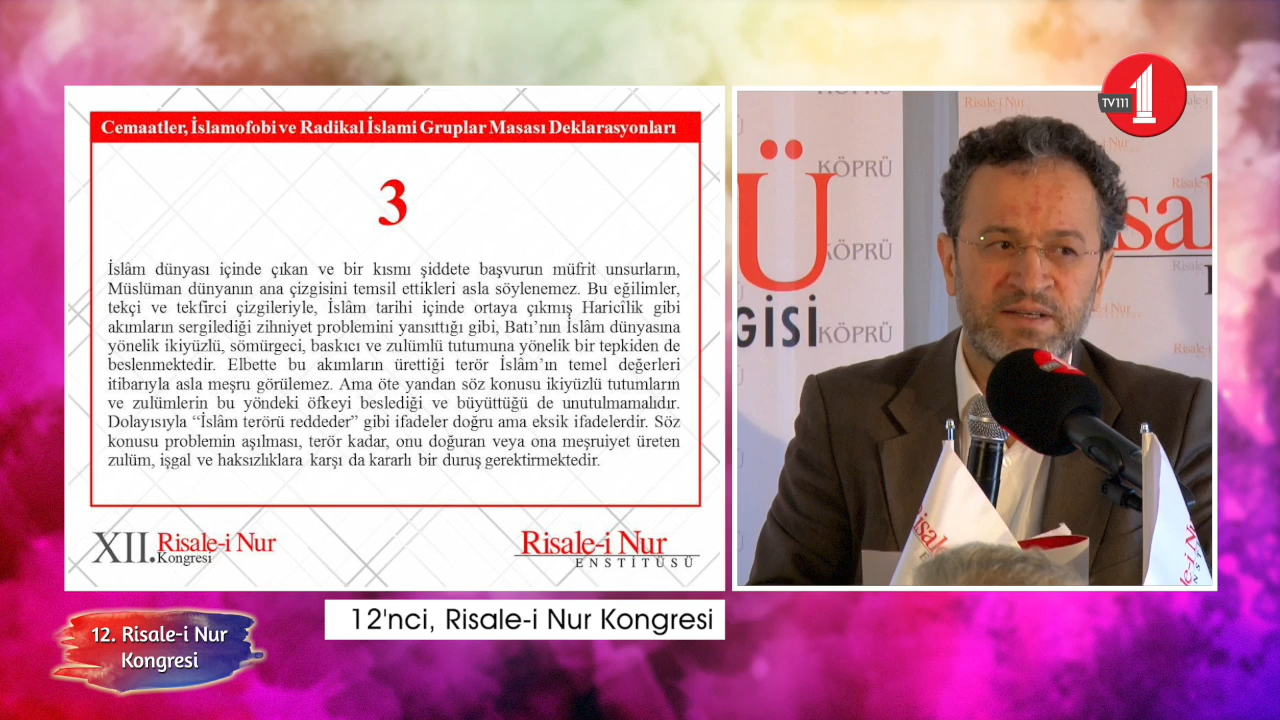 Cemaatler, İslamofobi ve Radikal İslami Gruplar Masası Deklarasyonları
3
İslâm dünyası içinde çıkan ve bir kısmı şiddete başvurun müfrit unsurların,
Müslüman dünyanın ana çizgisini temsil ettikleri asla söylenemez. Bu eğilimler,
tekçi ve tekfirci çizgileriyle, İslâm tarihi içinde ortaya çıkmış Haricilik gibi
akımların sergilediği zihniyet problemini yansıttığı gibi, Batı’nın İslâm dünyasına
yönelik ikiyüzlü, sömürgeci, baskıcı ve zulümlü tutumuna yönelik bir tepkiden de
beslenmektedir. Elbette bu akımların ürettiği terör İslâm’ın temel değerleri
itibarıyla asla meşru görülemez. Ama öte yandan söz konusu ikiyüzlü tutumların
ve zulümlerin bu yöndeki öfkeyi beslediği ve büyüttüğü de unutulmamalıdır.
Dolayısıyla “İslâm terörü reddeder” gibi ifadeler doğru ama eksik ifadelerdir. Söz
konusu problemin aşılması, terör kadar, onu doğuran veya ona meşruiyet üreten
zulüm, işgal ve haksızlıklara karşı da kararlı bir duruş gerektirmektedir.
XII. Risale-i Nur
Kongresi
Risale-i Nur
ENSTİTÜSÜ
12'nci, Risale-i Nur Kongresi
12. Risale-i Nur
Kongresi
TV111
1
Risale-i Nur
KÖPRÜ
Ü
KÖPRÜ
GİSİ
KÖPRÜ
isal